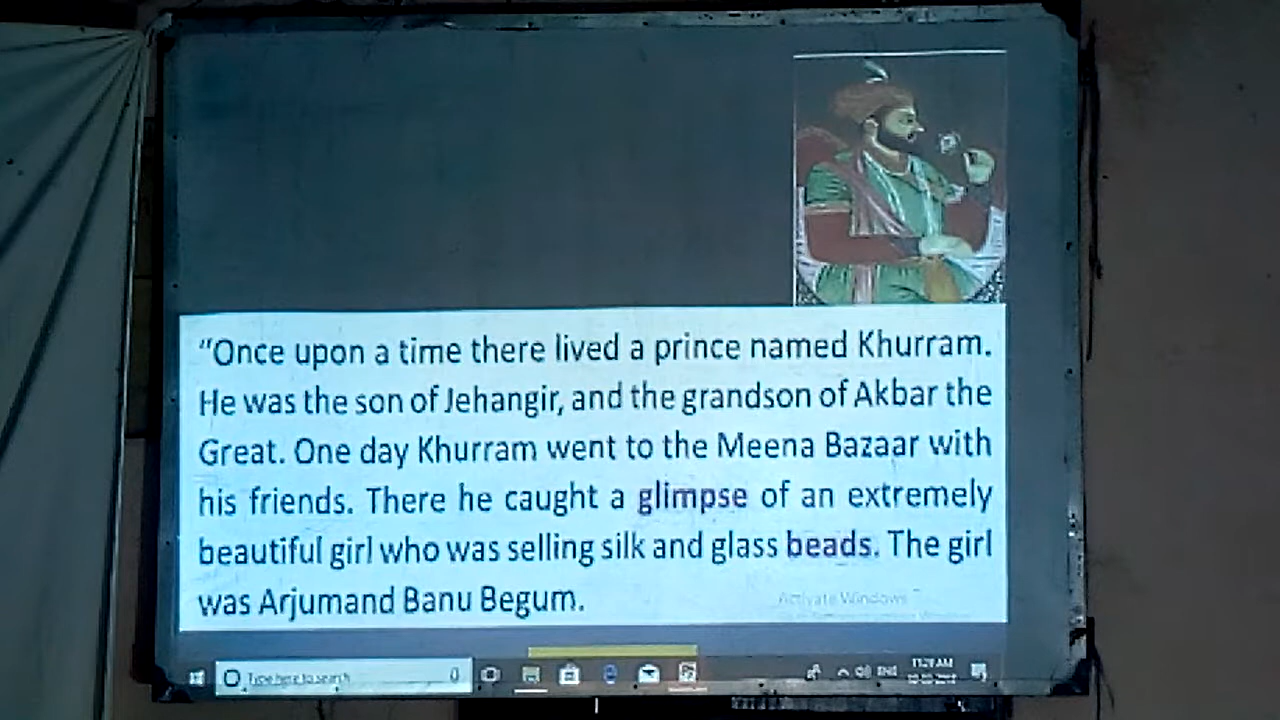 “Once upon a time there lived a prince named Khurram.
He was the son of Jehangir, and the grandson of Akbar the
Great. One day Khurram went to the Meena Bazaar with
his friends. There he caught a glimpse of an extremely
beautiful girl who was selling silk and glass beads. The girl
was Arjumand Banu Begum.
Activate Windows
Type here to search
ENG